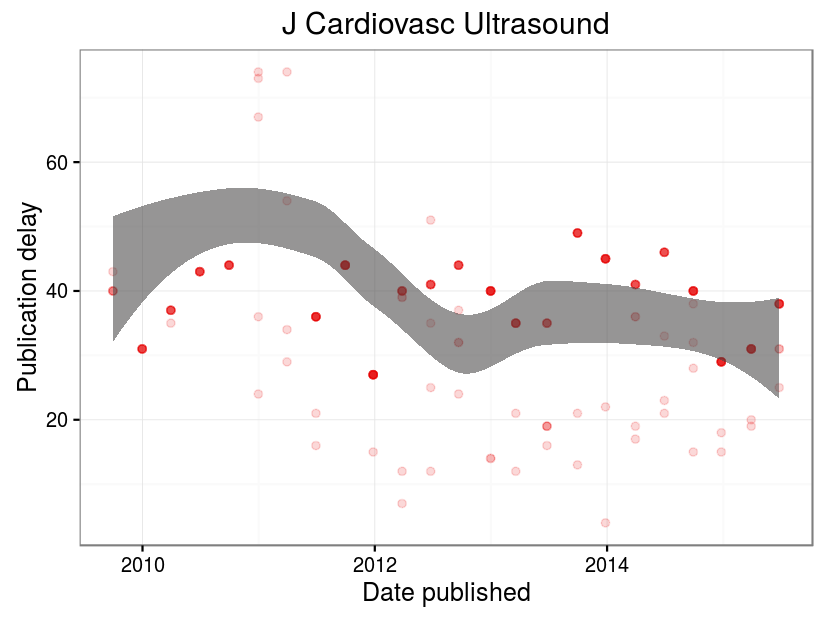 J Cardiovasc Ultrasound
Publication delay
60
40
20
2010 2012 2014
Date published